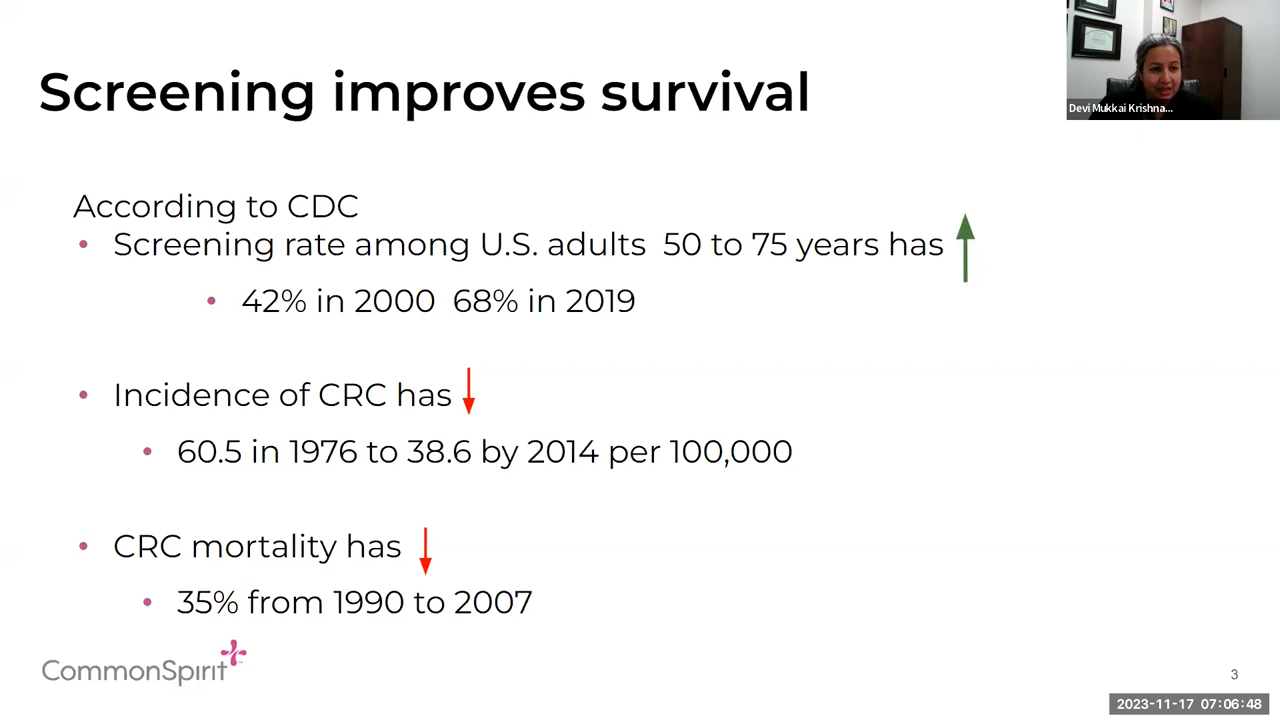 Screening improves survival
Devi Mukkai Krishna...
According to CDC
• Screening rate among U.S. adults 50 to 75 years has
• 42% in 2000 68% in 2019
• Incidence of CRC has
• 60.5 in 1976 to 38.6 by 2014 per 100,000
• CRC mortality has
• 35% from 1990 to 2007
CommonSpirit
3
2023-11-17 07:06:48